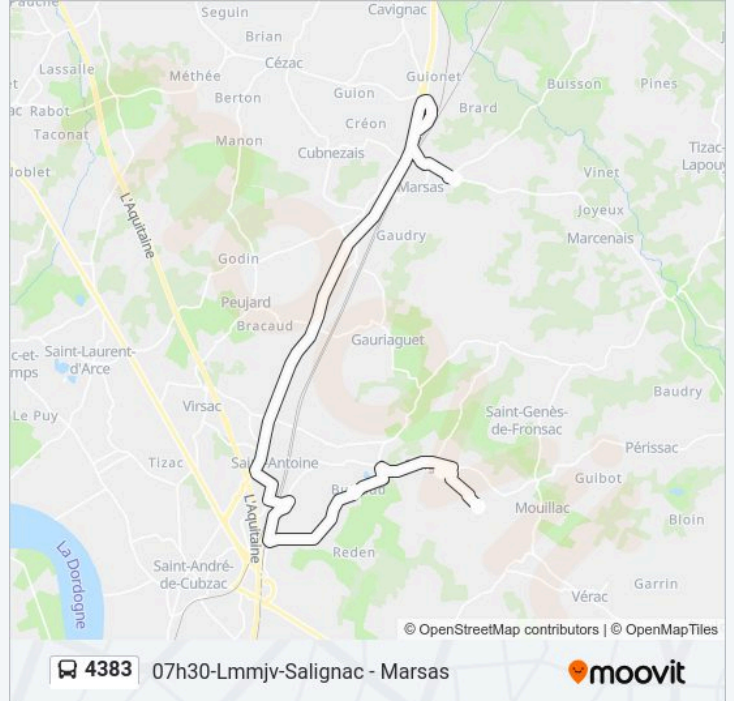 Seguin
Cavignac
Brian
Cézac
Lassalle
Méthée
Guionet
Buisson
Pines
Guion
Berton
Rabot
Brard
Créon
Taconat
Manon
Cubnezais
Tizac-
Lapouy
Vinet
Marsas
L'Aquitaine
Joyeux
Gaudry
Marcenais
Godin
Peujard
Bracaud
Gauriaguet
Saint-Laurent-
d'Arce
Baudry
Virsac
Le Puy
Saint-Genès-
de-Fronsac
Périssac
Tizac
Antoine
Gulbot
L'Aquitaine
Mouillac
Bloin
Reden
La Dordogne
Saint-André-
de-Cubzac
Garrin
Vérac
© OpenStreetMap contributors | © OpenMapTiles
4383 07h30-Lmmjv-Salignac - Marsas
moovit